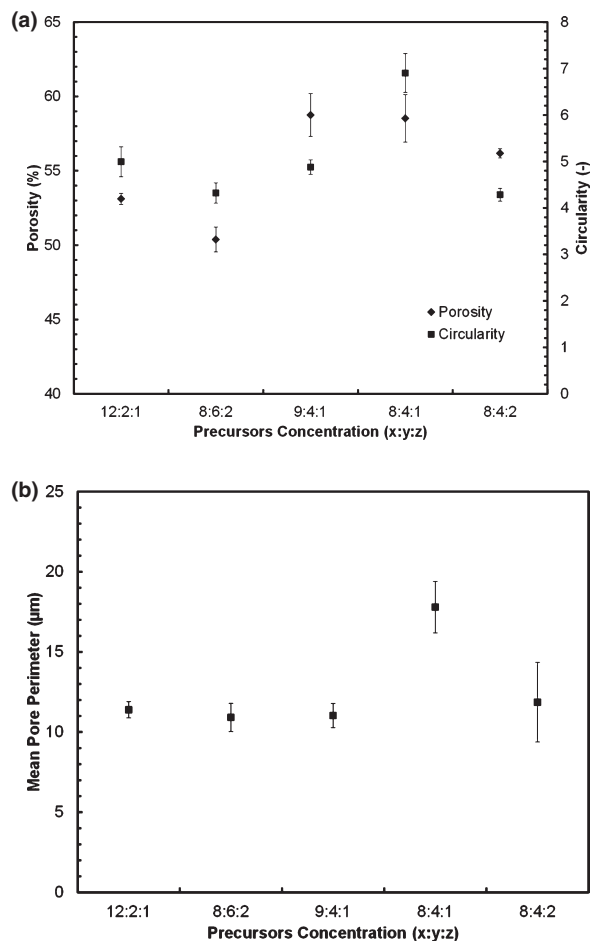 (a)
65
60
55
50
45
40
Porosity (%)
8
7
6
5
4
3
2
1
0
Circularity (-)
Porosity
Circularity
12:2:1 8:6:2 9:4:1 8:4:1 8:4:2
Precursors Concentration (x:y:z)
(b)
25
20
15
10
5
0
Mean Pore Perimeter (µm)
12:2:1 8:6:2 9:4:1 8:4:1 8:4:2
Precursors Concentration (x:y:z)